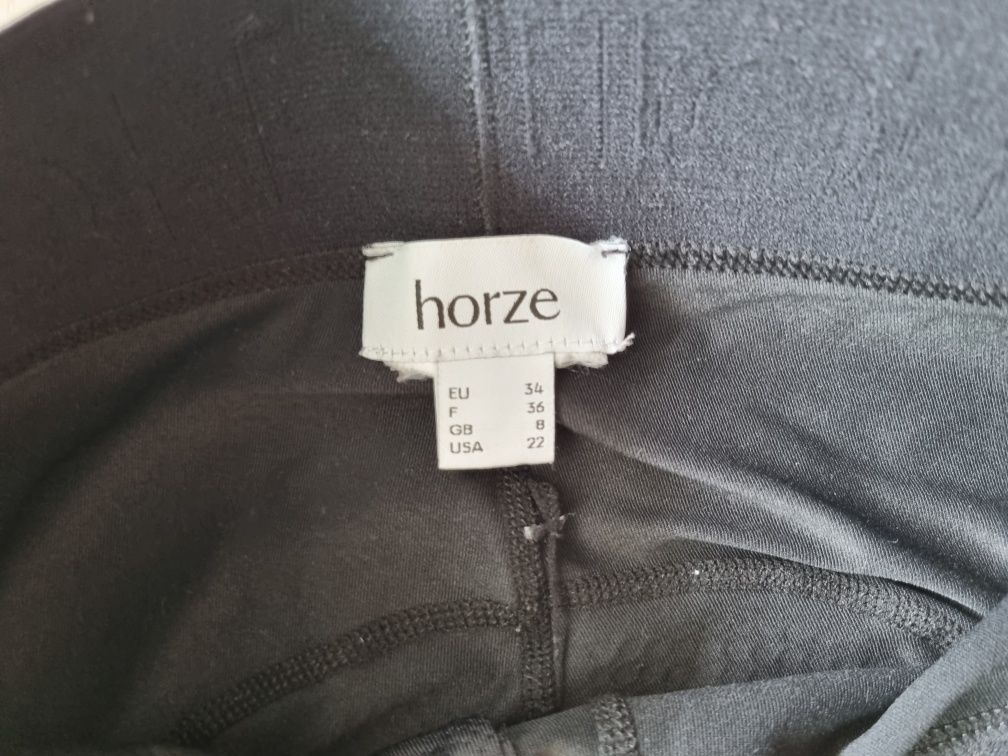 horze
EU 34
F 36
GB 8
USA 22